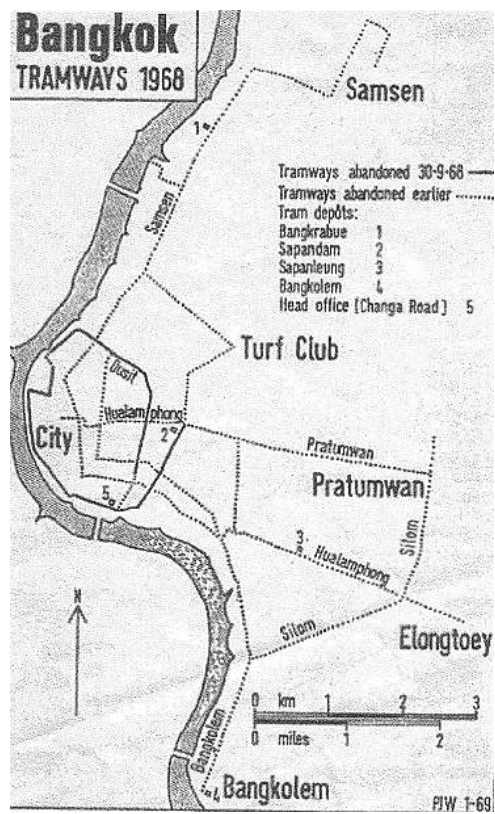 Bangkok
TRAMWAYS 1968
Samsen
1
Tramways abandoned 30-9-68
Tramways abandoned earlier
Tram depôts:
Bangkrabue 1
Sapandam 2
Sapanleung 3
Bangkolem 4
Head office [Changa Road] 5
Samsen
Turf Club
Dusit
Hualamphong
City
2
Pratumwan
Pratumwan
5
3
Hualamphong
Silom
Silom
Elongtoey
N
0 km 1 2 3
0 miles 1 2
Bangkolem
4 Bangkolem
PJW 1-69